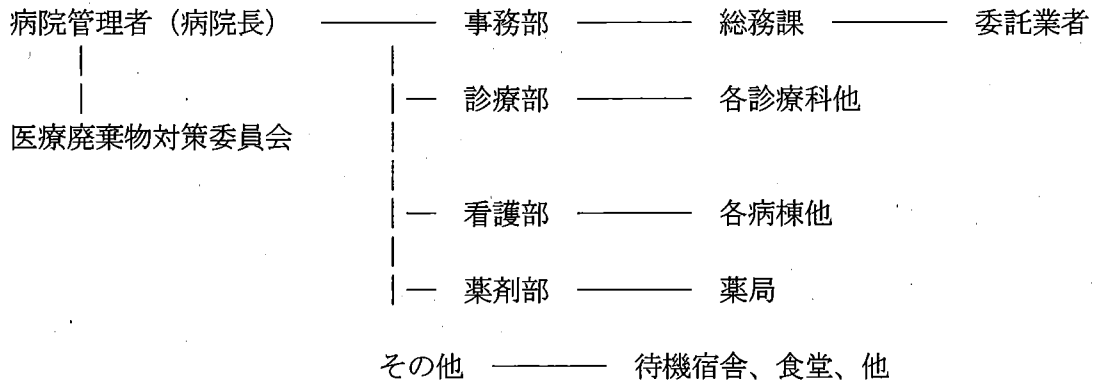 病院管理者（病院長） 事務部 総務課 委託業者
診療部 各診療科他
医療廃棄物対策委員会
看護部 各病棟他
薬剤部 薬局
その他 待機宿舎、食堂、他